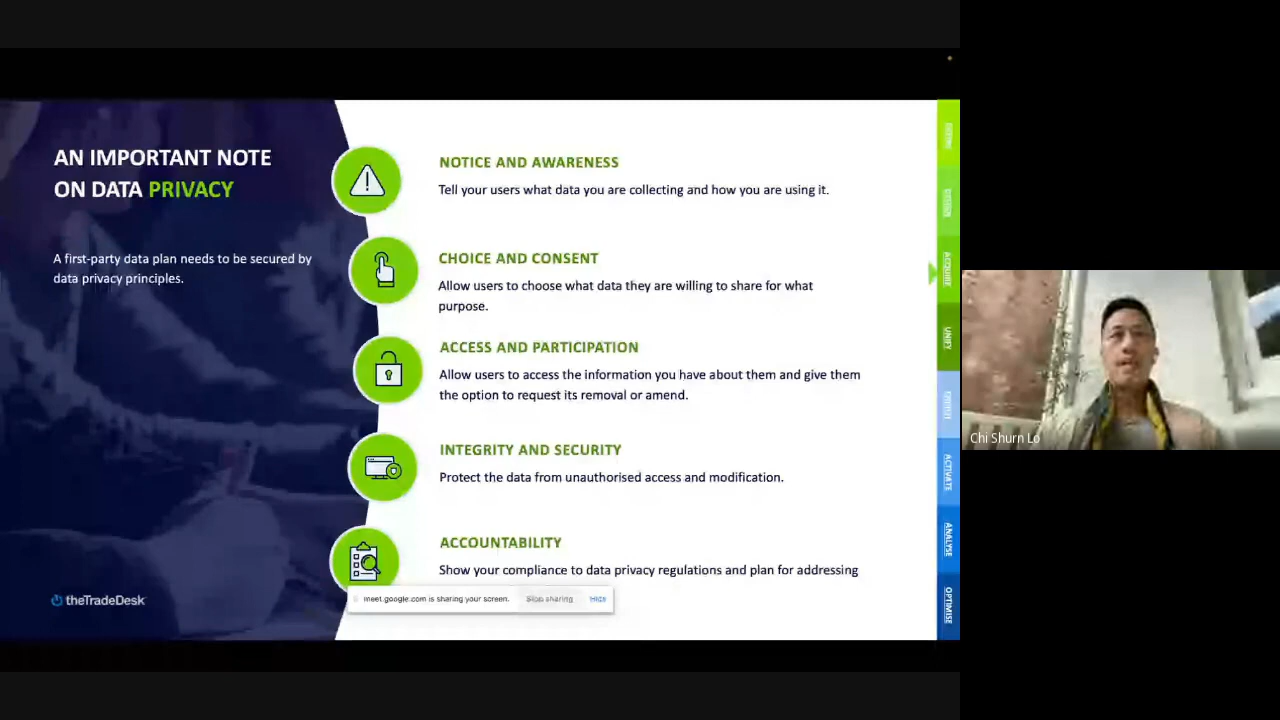 AN IMPORTANT NOTE
ON DATA PRIVACY
A first-party data plan needs to be secured by
data privacy principles.
NOTICE AND AWARENESS
Tell your users what data you are collecting and how you are using it.
CHOICE AND CONSENT
Allow users to choose what data they are willing to share for what
purpose.
ACCESS AND PARTICIPATION
Allow users to access the information you have about them and give them
the option to request its removal or amend.
INTEGRITY AND SECURITY
Protect the data from unauthorised access and modification.
ACCOUNTABILITY
Show your compliance to data privacy regulations and plan for addressing
meet.google.com is sharing your screen.
Stop sharing
Hide
theTradeDesk
ACQUIRE
UNIFY
ACTIVATE
ANALYSE
OPTIMISE
Chi Shurn Lo